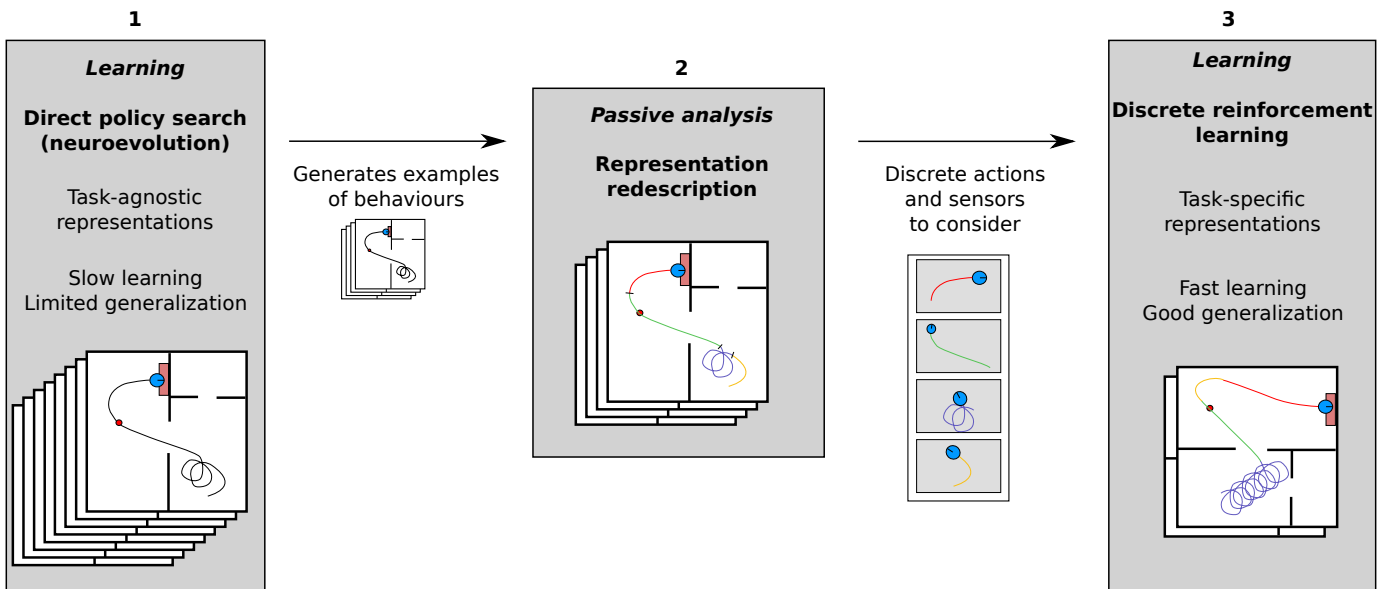 1
Learning
Direct policy search
(neuroevolution)
Task-agnostic
representations
Slow learning
Limited generalization
Generates examples
of behaviours
2
Passive analysis
Representation
redescription
Discrete actions
and sensors
to consider
3
Learning
Discrete reinforcement
learning
Task-specific
representations
Fast learning
Good generalization